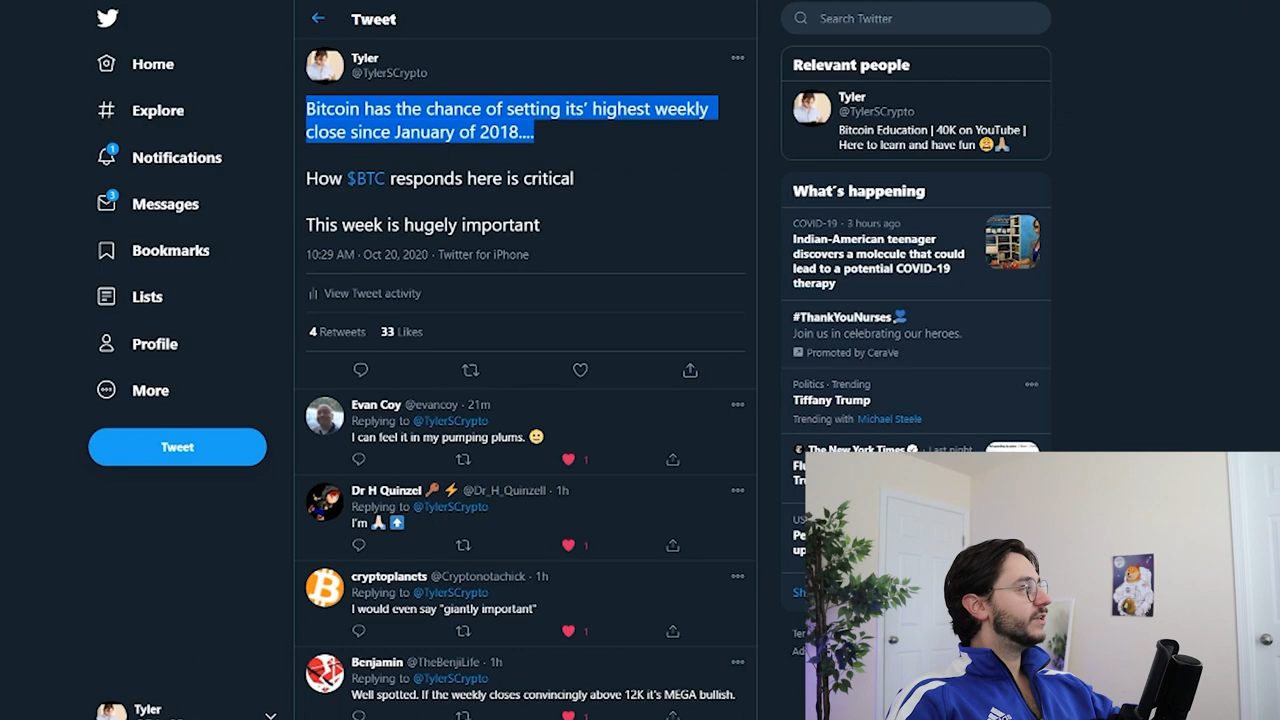 Home
Explore
1
Notifications
3
Messages
Bookmarks
Lists
Profile
More
Tweet
Tyler
Tweet
Tyler
@TylerSCrypto
Bitcoin has the chance of setting its’ highest weekly
close since January of 2018....
How $BTC responds here is critical
This week is hugely important
10:29 AM · Oct 20, 2020 · Twitter for iPhone
View Tweet activity
4 Retweets 33 Likes
Evan Coy @evancoy · 21m
Replying to @TylerSCrypto
I can feel it in my pumping plums. 😀
1
Dr H Quinzel 🔑⚡ @Dr_H_Quinzell · 1h
Replying to @TylerSCrypto
I'm 🙏🏻⬆️
1
cryptoplanets @Cryptonotachick · 1h
Replying to @TylerSCrypto
I would even say "giantly important"
1
Benjamin @TheBenjiLife · 1h
Replying to @TylerSCrypto
Well spotted. If the weekly closes convincingly above 12K it's MEGA bullish.
Search Twitter
Relevant people
Tyler
@TylerSCrypto
Bitcoin Education | 40K on YouTube |
Here to learn and have fun 😩🙏🏼
What's happening
COVID-19 · 3 hours ago
Indian-American teenager
discovers a molecule that could
lead to a potential COVID-19
therapy
#ThankYouNurses
Join us in celebrating our heroes.
Promoted by CeraVe
Politics · Trending
Tiffany Trump
Trending with Michael Steele
The New York Times · Last night